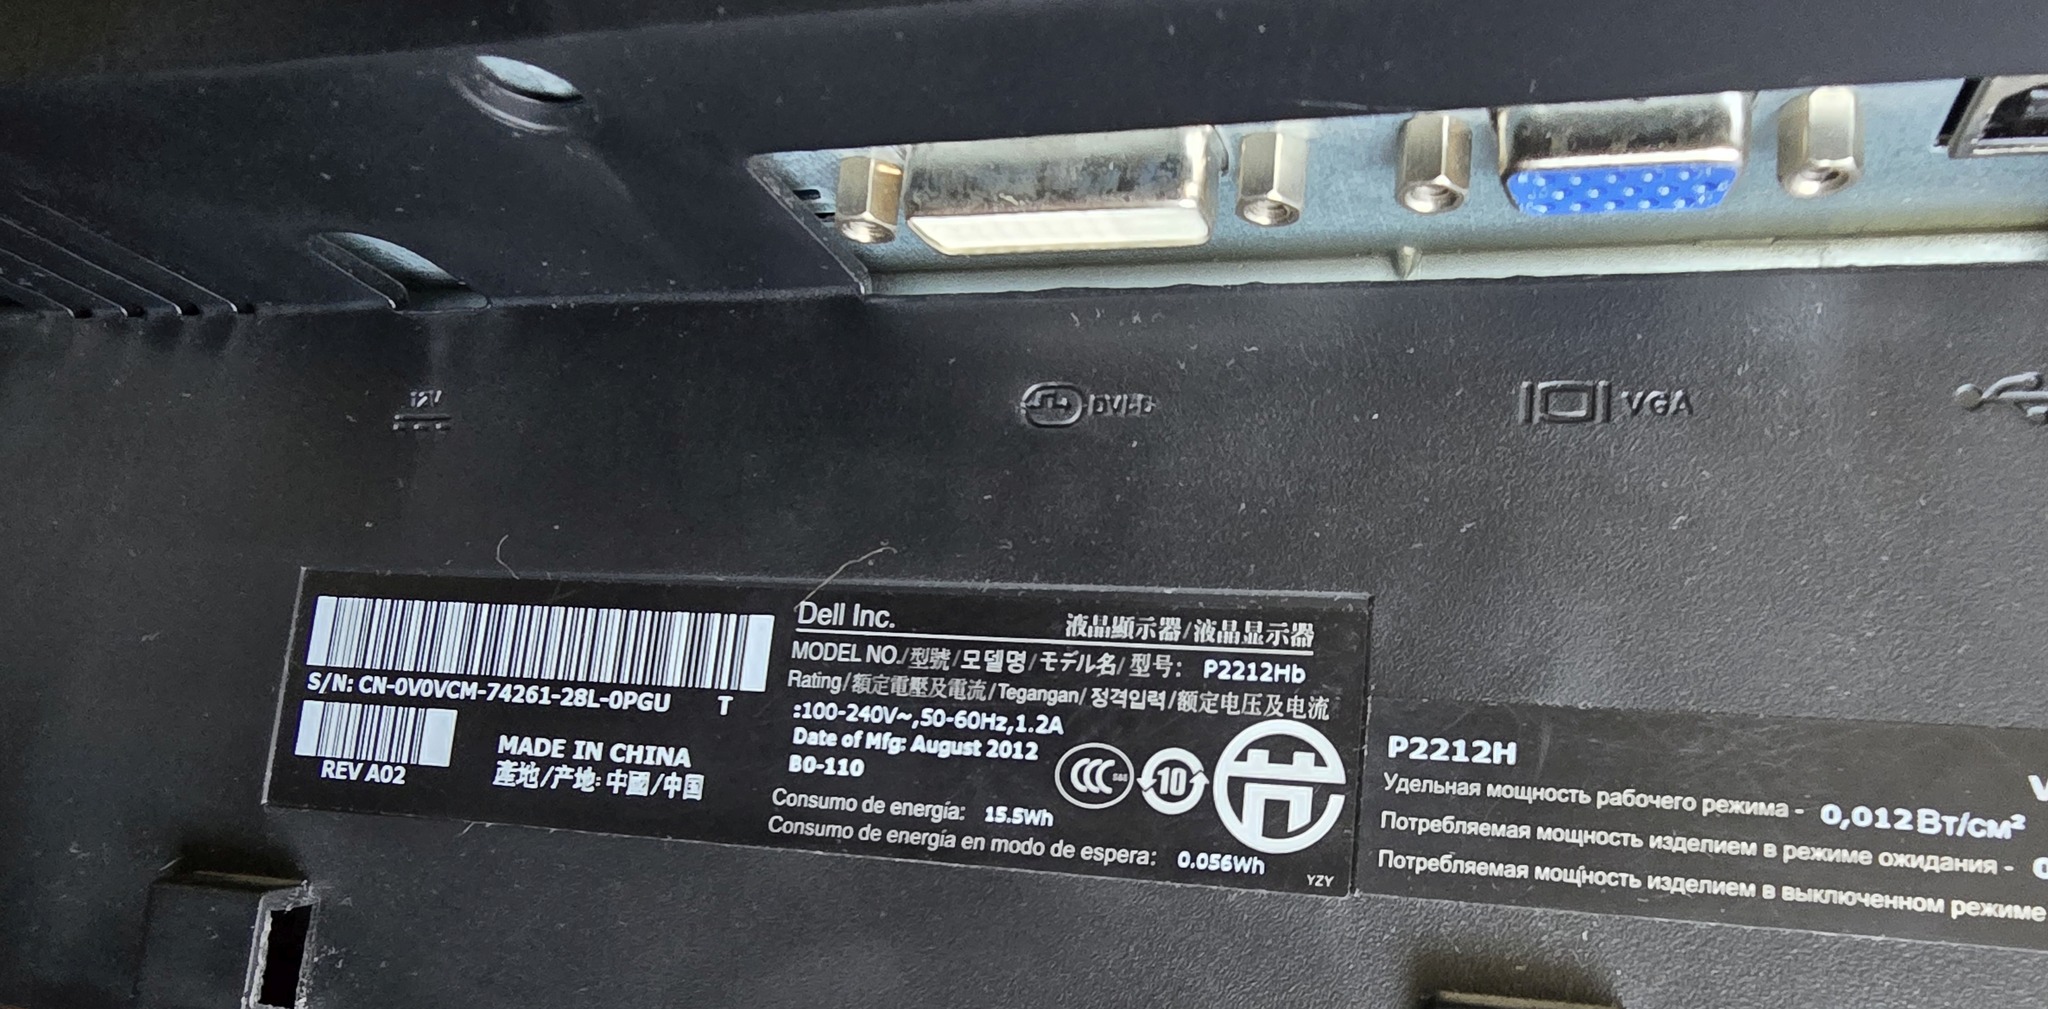 12V
DVI-D
VGA
S/N: CN-0V0VCM-74261-28L-0PGU T
REV A02
MADE IN CHINA
產地/产地: 中國/中国
Dell Inc.
液晶顯示器/液晶显示器
MODEL NO./型號/모델명/モデル名/型号: P2212Hb
Rating/額定電壓及電流/Tegangan/정격입력/额定电压及电流
:100-240V~,50-60Hz,1.2A
Date of Mfg: August 2012
B0-110
CCC S&E
10
Consumo de energía: 15.5Wh
Consumo de energía en modo de espera: 0.056Wh
YZY
P2212H
Удельная мощность рабочего режима - 0,012Вт/см²
Потребляемая мощность изделием в режиме ожидания -
Потребляемая мощность изделием в выключенном режиме